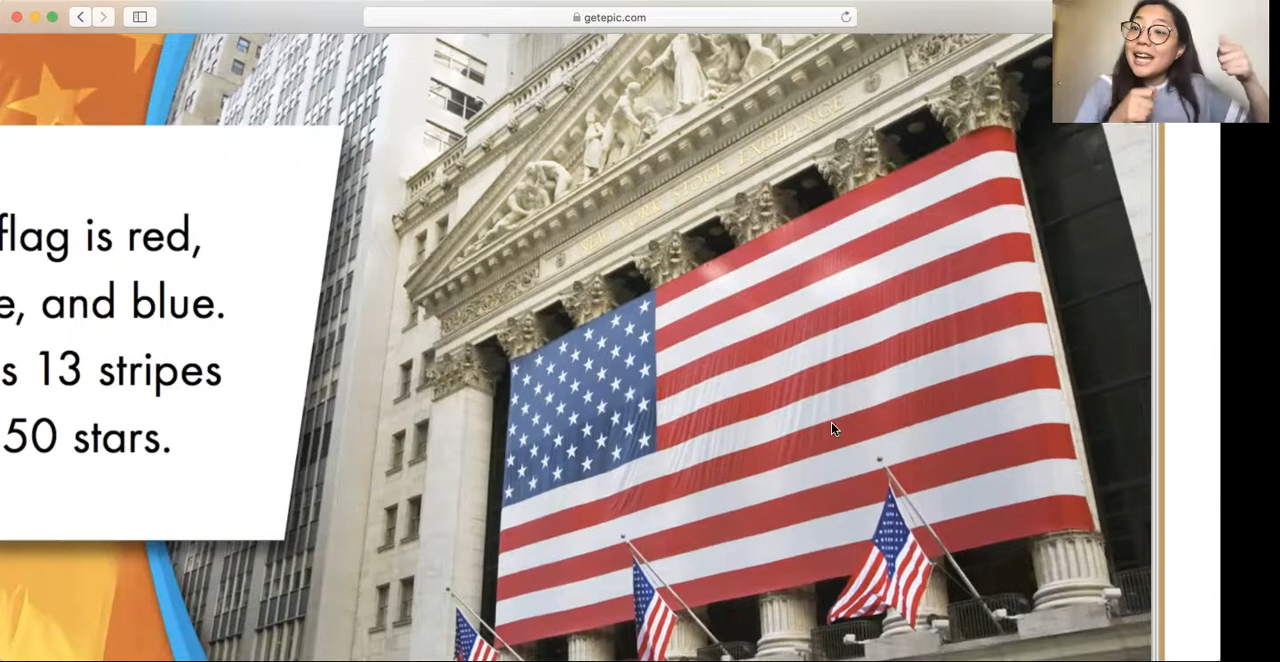 getepic.com
NEW YORK STOCK EXCHANGE
flag is red,
e, and blue.
s 13 stripes
50 stars.